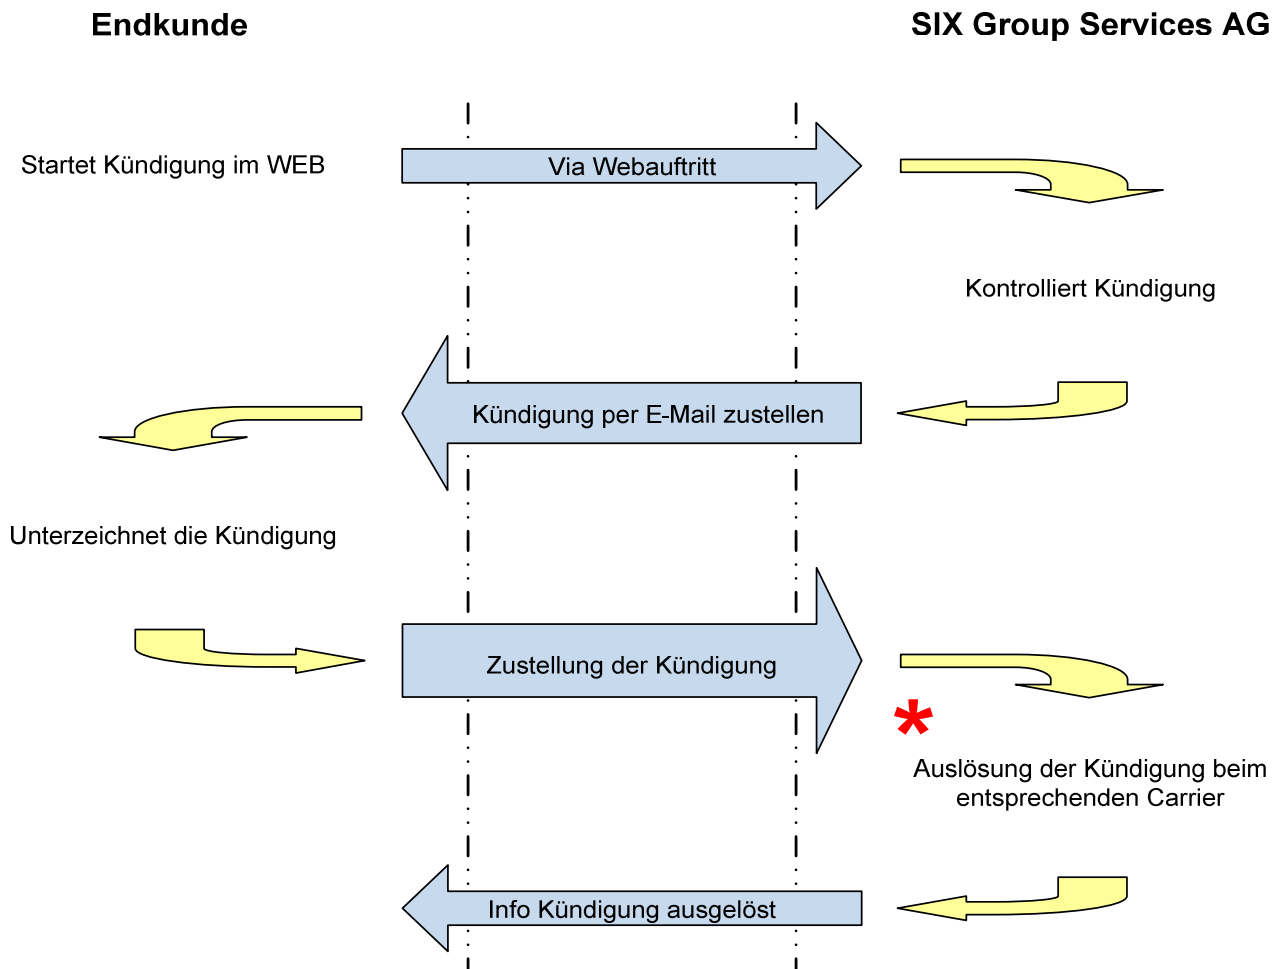 Endkunde
SIX Group Services AG
Startet Kündigung im WEB
Via Webauftritt
Kontrolliert Kündigung
Kündigung per E-Mail zustellen
Unterzeichnet die Kündigung
Zustellung der Kündigung
*
Auslösung der Kündigung beim
entsprechenden Carrier
Info Kündigung ausgelöst